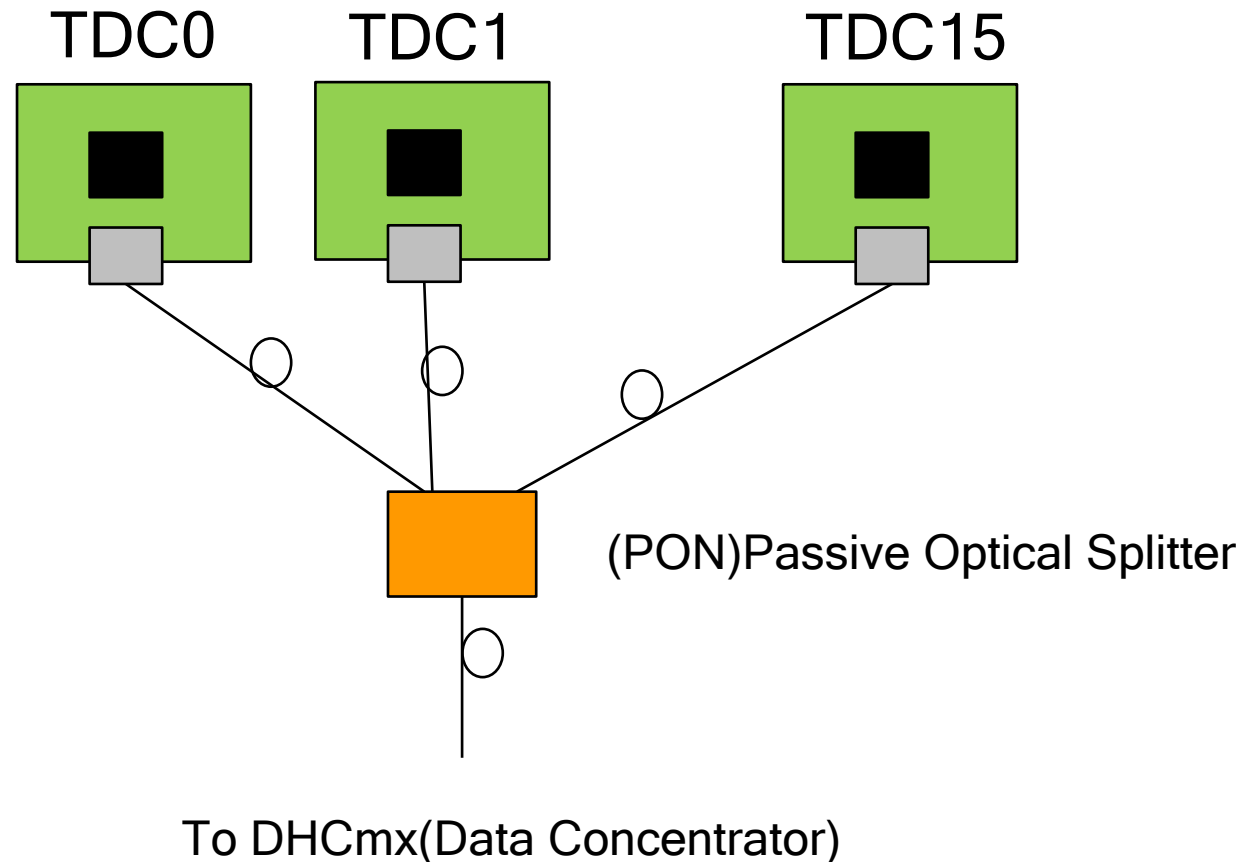 TDC0 TDC1 TDC15
(PON)Passive Optical Splitter
To DHCmx(Data Concentrator)